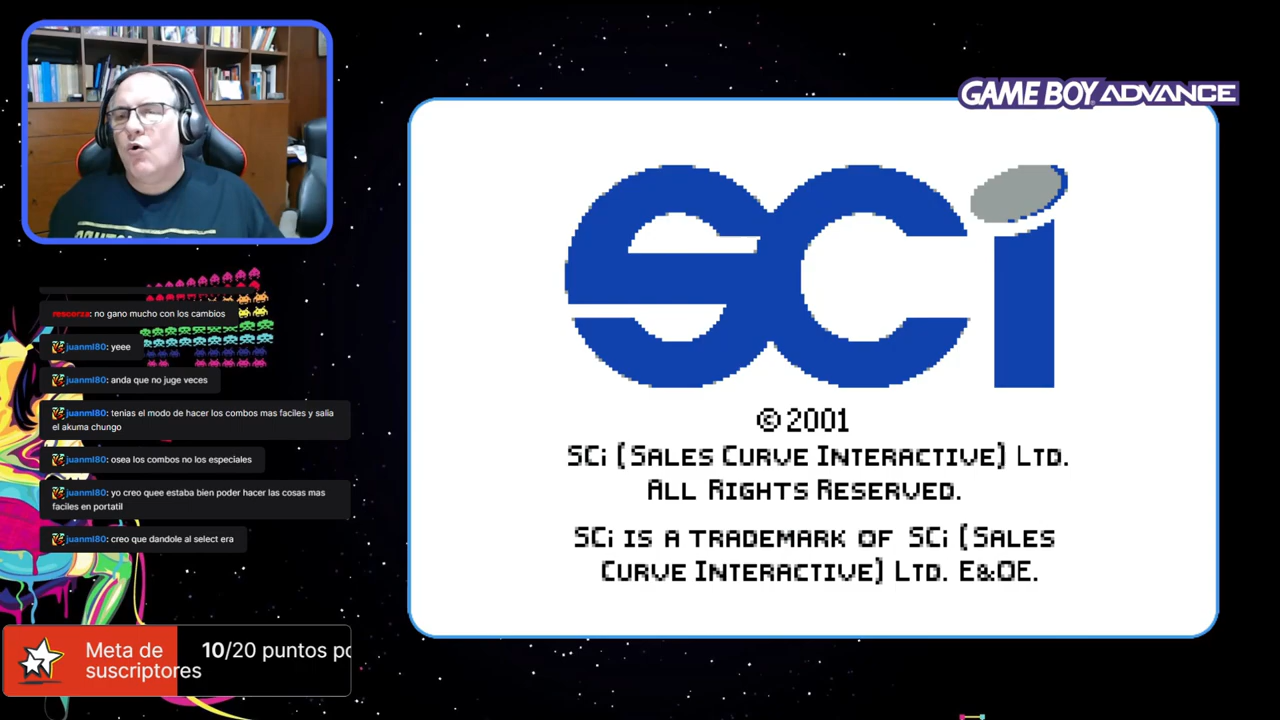 GAME BOY ADVANCE
SCi
©2001
SCi (Sales Curve Interactive) Ltd.
All Rights Reserved.
SCi is a trademark of SCi (Sales
Curve Interactive) Ltd. E&OE.
rescorza: no gano mucho con los cambios
juanml80: yeee
juanml80: anda que no juge veces
juanml80: tenias el modo de hacer los combos mas faciles y salia
el akuma chungo
juanml80: osea los combos no los especiales
juanml80: yo creo quee estaba bien poder hacer las cosas mas
faciles en portatil
juanml80: creo que dandole al select era
Meta de
suscriptores
10/20 puntos